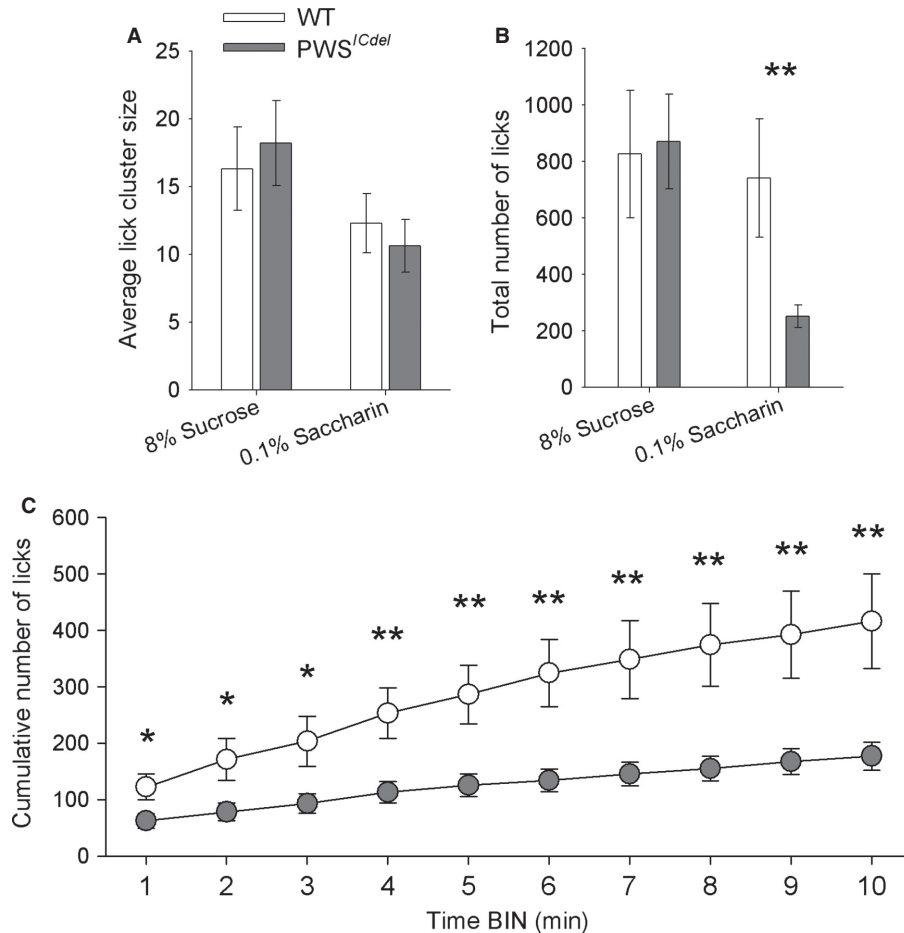 WT
PWS^ICdel
A
25
20
15
10
5
0
Average lick cluster size
8% Sucrose
0.1% Saccharin
B
1200
1000
800
600
400
200
0
Total number of licks
**
8% Sucrose
0.1% Saccharin
C
600
500
400
300
200
100
0
Cumulative number of licks
* * * ** ** ** ** ** ** **
1 2 3 4 5 6 7 8 9 10
Time BIN (min)